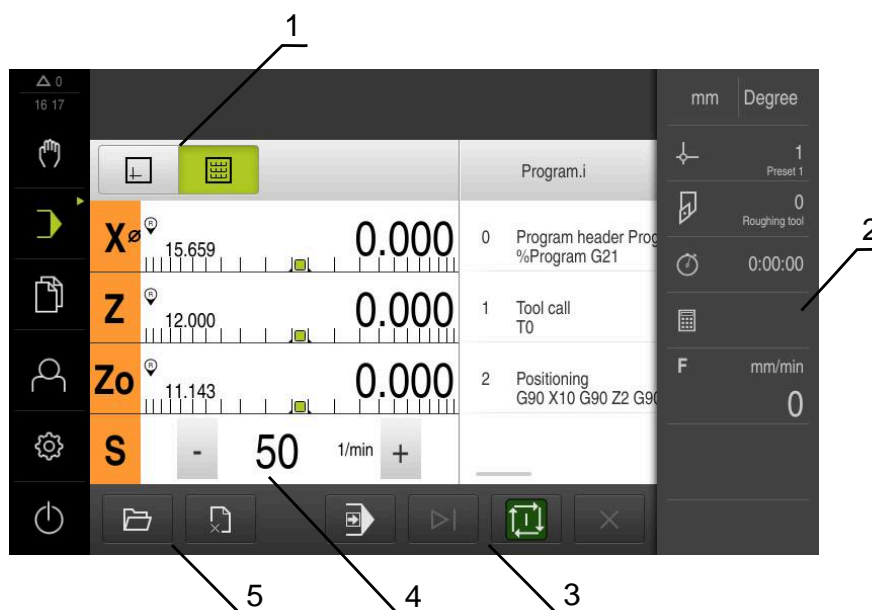 1
0
16 17
mm Degree
Program.i
1
Preset 1
X ø R 15.659 0.000
0 Program header Prog
%Program G21
0
Roughing tool
2
0:00:00
Z R 12.000 0.000
1 Tool call
T0
Zo R 11.143 0.000
2 Positioning
G90 X10 G90 Z2 G90
F mm/min
0
S - 50 1/min +
5 4 3